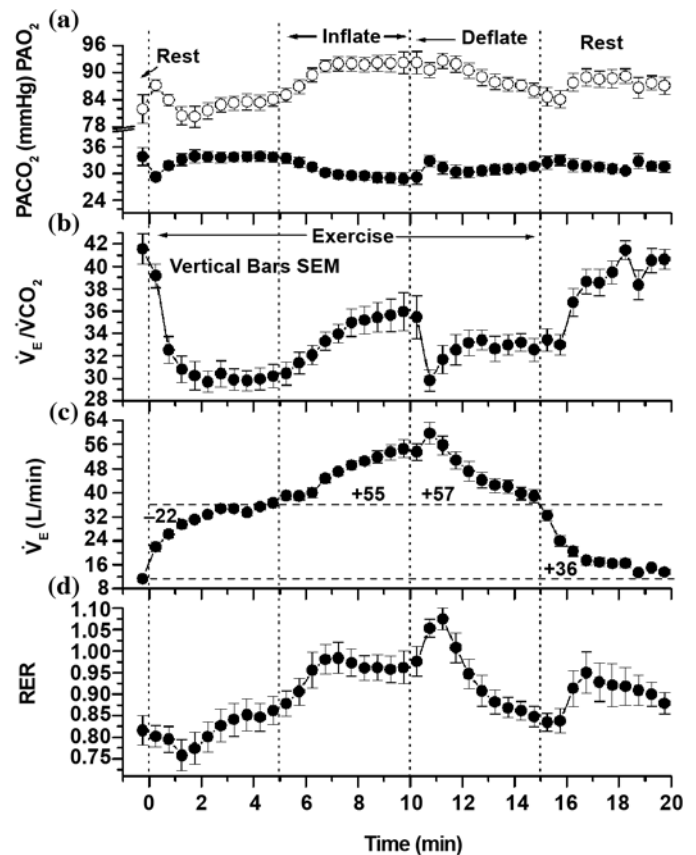 (a)
Rest
Inflate
Deflate
Rest
PACO2 (mmHg) PAO2
96
90
84
78
36
30
24
(b)
Exercise
Vertical Bars SEM
V̇E/V̇CO2
42
40
38
36
34
32
30
28
(c)
V̇E (L/min)
64
56
48
40
32
24
16
8
–22
+55
+57
+36
(d)
RER
1.10
1.05
1.00
0.95
0.90
0.85
0.80
0.75
0 2 4 6 8 10 12 14 16 18 20
Time (min)